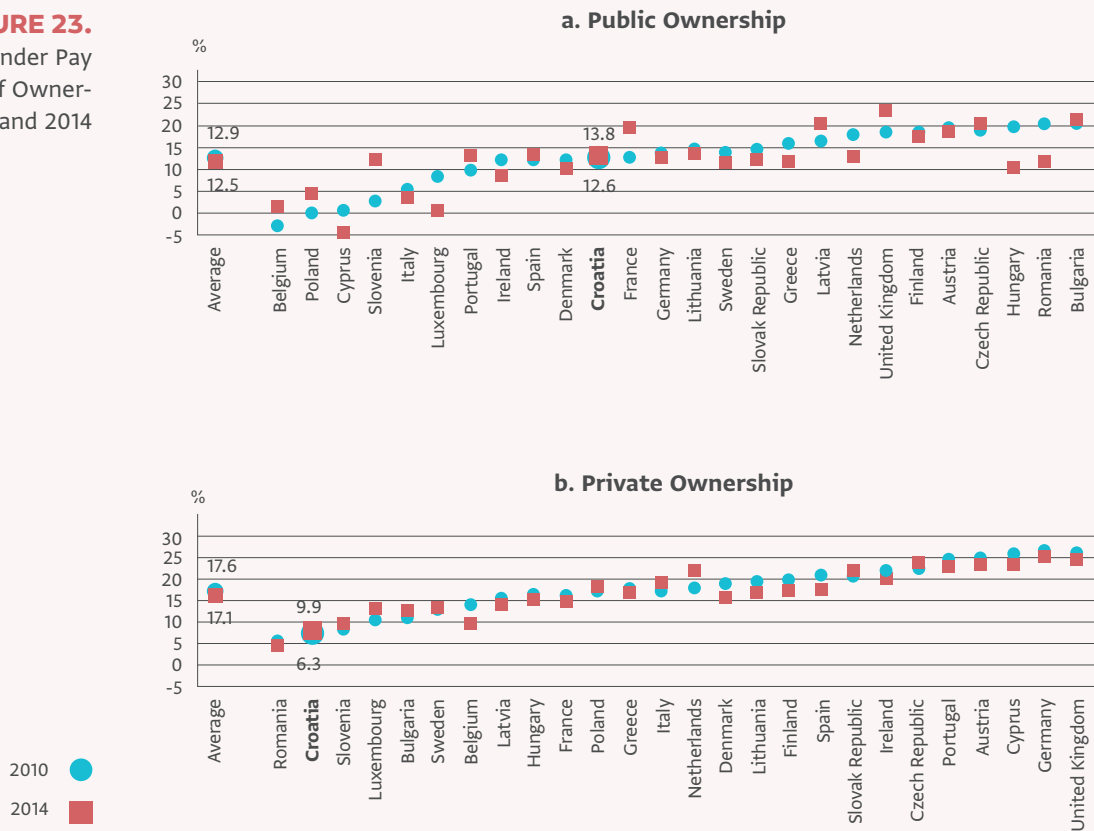 URE 23.
nder Pay
f Owner-
and 2014
a. Public Ownership
%
30
25
20
15
10
5
0
-5
12.9
12.5
13.8
12.6
Average
Belgium
Poland
Cyprus
Slovenia
Italy
Luxembourg
Portugal
Ireland
Spain
Denmark
Croatia
France
Germany
Lithuania
Sweden
Slovak Republic
Greece
Latvia
Netherlands
United Kingdom
Finland
Austria
Czech Republic
Hungary
Romania
Bulgaria
b. Private Ownership
%
30
25
20
15
10
5
0
-5
17.6
17.1
9.9
6.3
Average
Romania
Croatia
Slovenia
Luxembourg
Bulgaria
Sweden
Belgium
Latvia
Hungary
France
Poland
Greece
Italy
Netherlands
Denmark
Lithuania
Finland
Spain
Slovak Republic
Ireland
Czech Republic
Portugal
Austria
Cyprus
Germany
United Kingdom
2010
2014